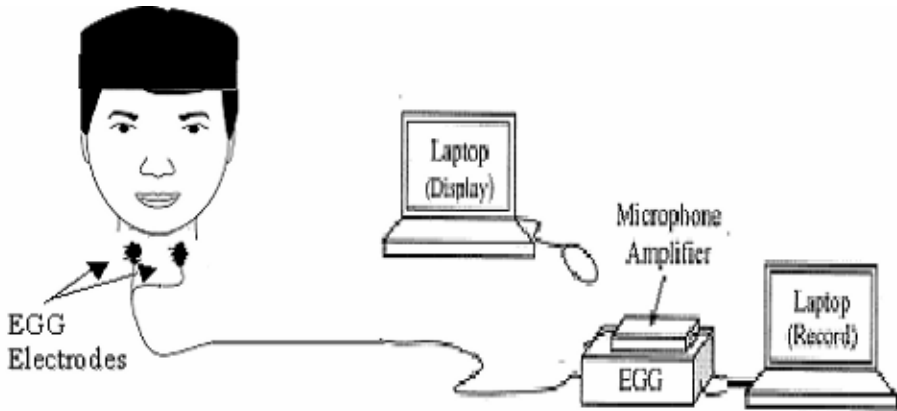 Laptop
(Display)
Microphone
Amplifier
EGG
Electrodes
EGG
Laptop
(Record)